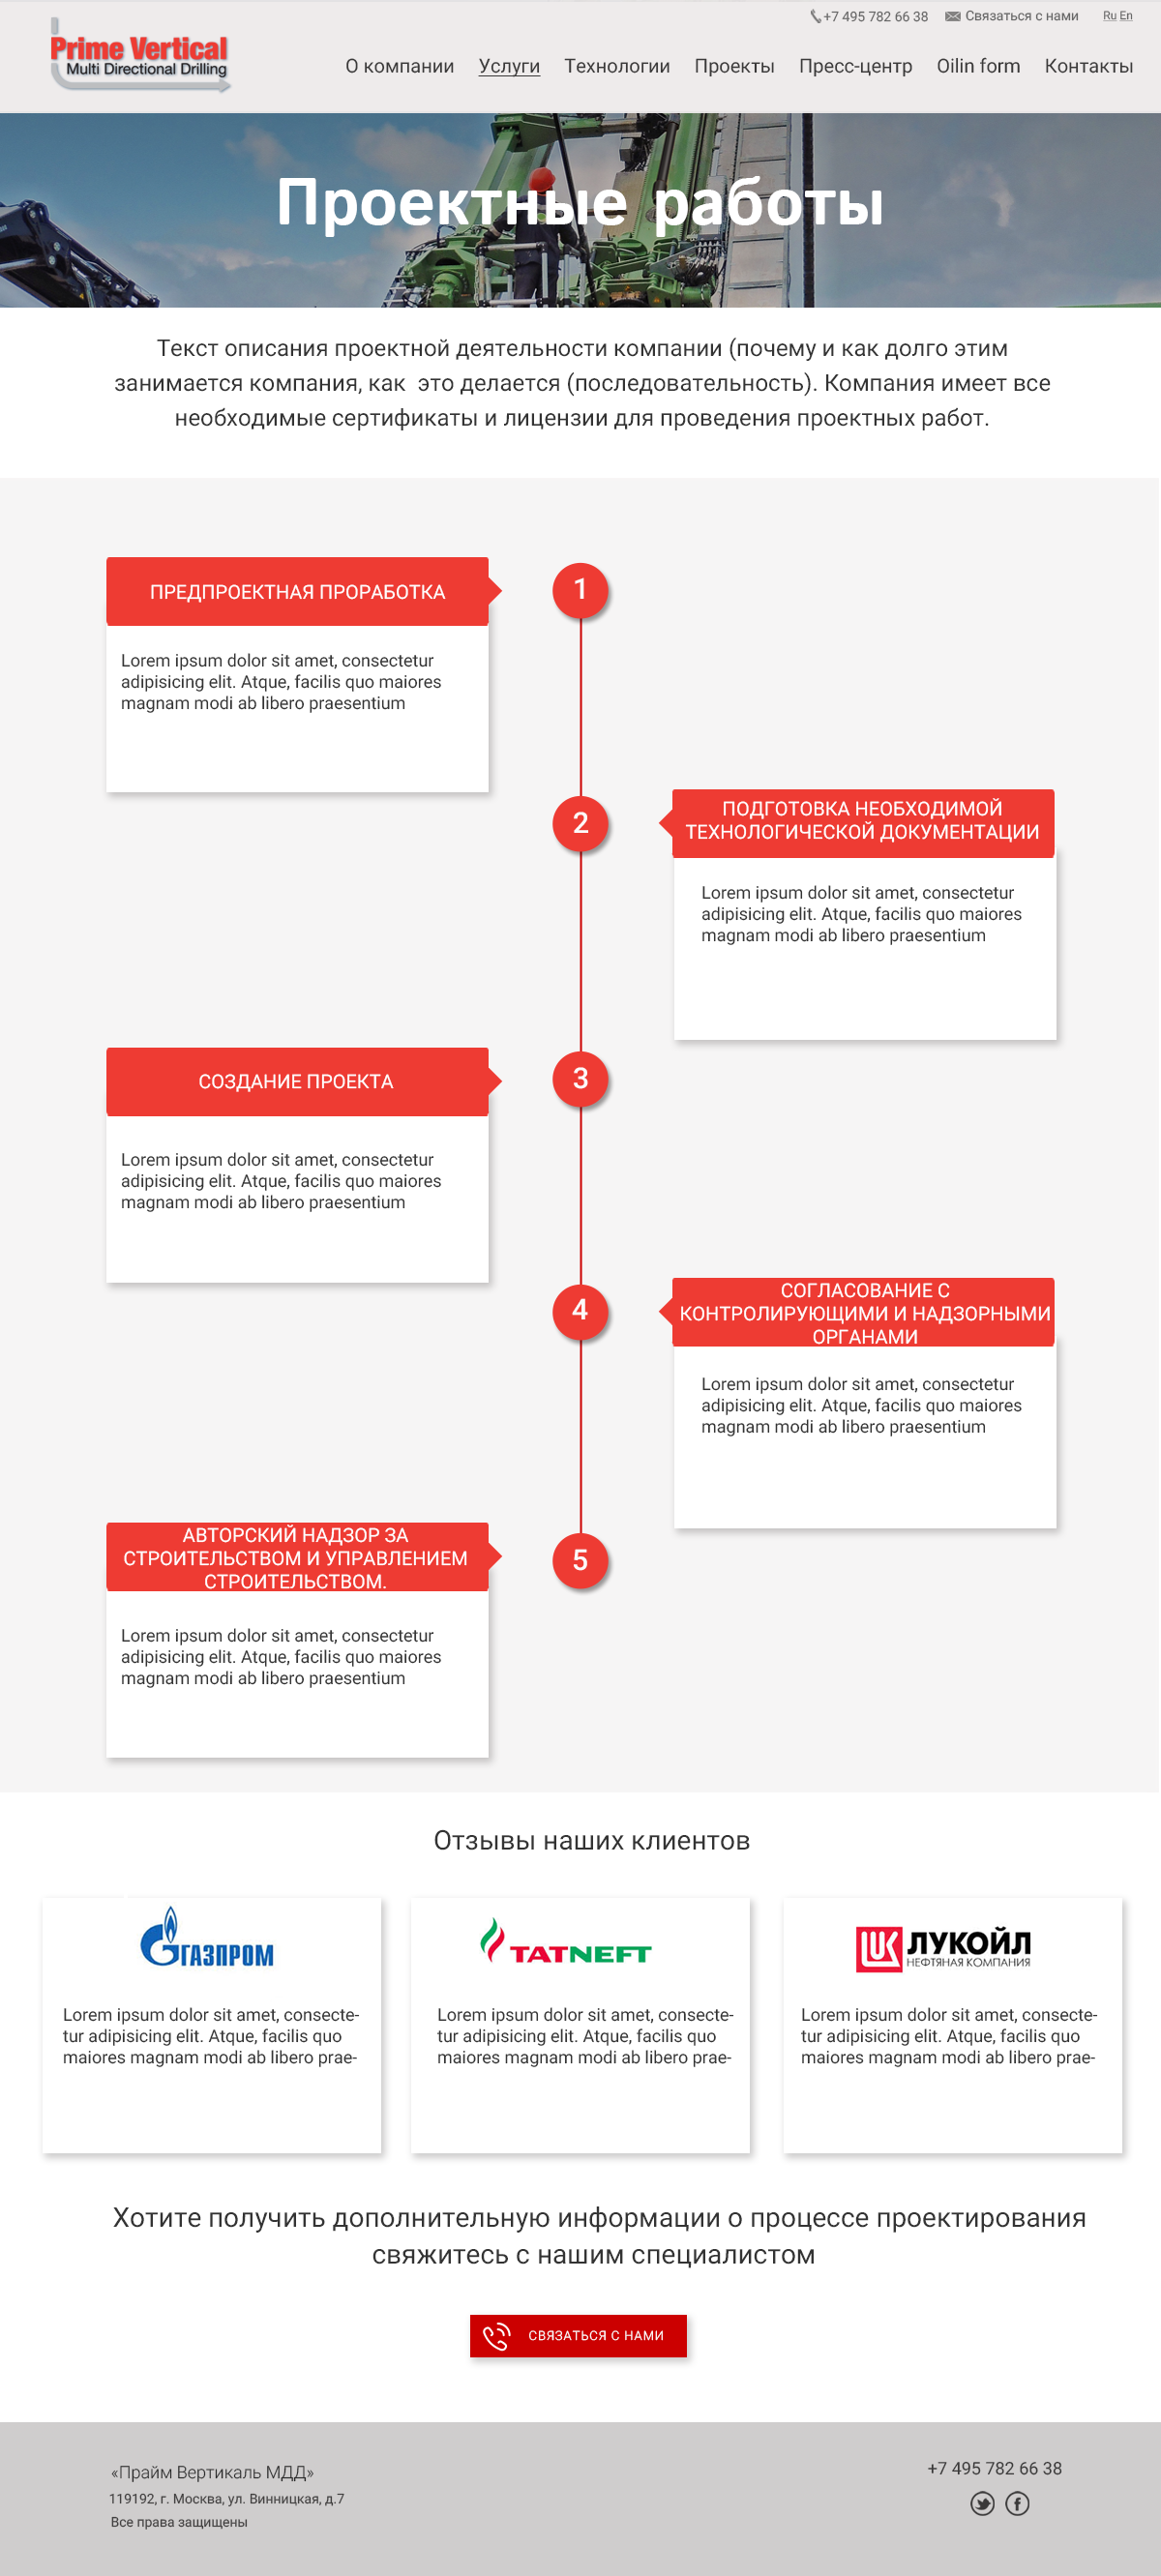 +7 495 782 66 38 Связаться с нами Ru En
Prime Vertical
Multi Directional Drilling
О компании Услуги Технологии Проекты Пресс-центр Oilin form Контакты
Проектные работы
Текст описания проектной деятельности компании (почему и как долго этим
занимается компания, как это делается (последовательность). Компания имеет все
необходимые сертификаты и лицензии для проведения проектных работ.
ПРЕДПРОЕКТНАЯ ПРОРАБОТКА
1
Lorem ipsum dolor sit amet, consectetur
adipisicing elit. Atque, facilis quo maiores
magnam modi ab libero praesentium
2
ПОДГОТОВКА НЕОБХОДИМОЙ
ТЕХНОЛОГИЧЕСКОЙ ДОКУМЕНТАЦИИ
Lorem ipsum dolor sit amet, consectetur
adipisicing elit. Atque, facilis quo maiores
magnam modi ab libero praesentium
СОЗДАНИЕ ПРОЕКТА
3
Lorem ipsum dolor sit amet, consectetur
adipisicing elit. Atque, facilis quo maiores
magnam modi ab libero praesentium
4
СОГЛАСОВАНИЕ С
КОНТРОЛИРУЮЩИМИ И НАДЗОРНЫМИ
ОРГАНАМИ
Lorem ipsum dolor sit amet, consectetur
adipisicing elit. Atque, facilis quo maiores
magnam modi ab libero praesentium
АВТОРСКИЙ НАДЗОР ЗА
СТРОИТЕЛЬСТВОМ И УПРАВЛЕНИЕМ
СТРОИТЕЛЬСТВОМ.
5
Lorem ipsum dolor sit amet, consectetur
adipisicing elit. Atque, facilis quo maiores
magnam modi ab libero praesentium
Отзывы наших клиентов
ГАЗПРОМ
Lorem ipsum dolor sit amet, consecte-
tur adipisicing elit. Atque, facilis quo
maiores magnam modi ab libero prae-
TATNEFT
Lorem ipsum dolor sit amet, consecte-
tur adipisicing elit. Atque, facilis quo
maiores magnam modi ab libero prae-
LUK ЛУКОЙЛ
НЕФТЯНАЯ КОМПАНИЯ
Lorem ipsum dolor sit amet, consecte-
tur adipisicing elit. Atque, facilis quo
maiores magnam modi ab libero prae-
Хотите получить дополнительную информации о процессе проектирования
свяжитесь с нашим специалистом
СВЯЗАТЬСЯ С НАМИ
«Прайм Вертикаль МДД»
119192, г. Москва, ул. Винницкая, д.7
Все права защищены
+7 495 782 66 38